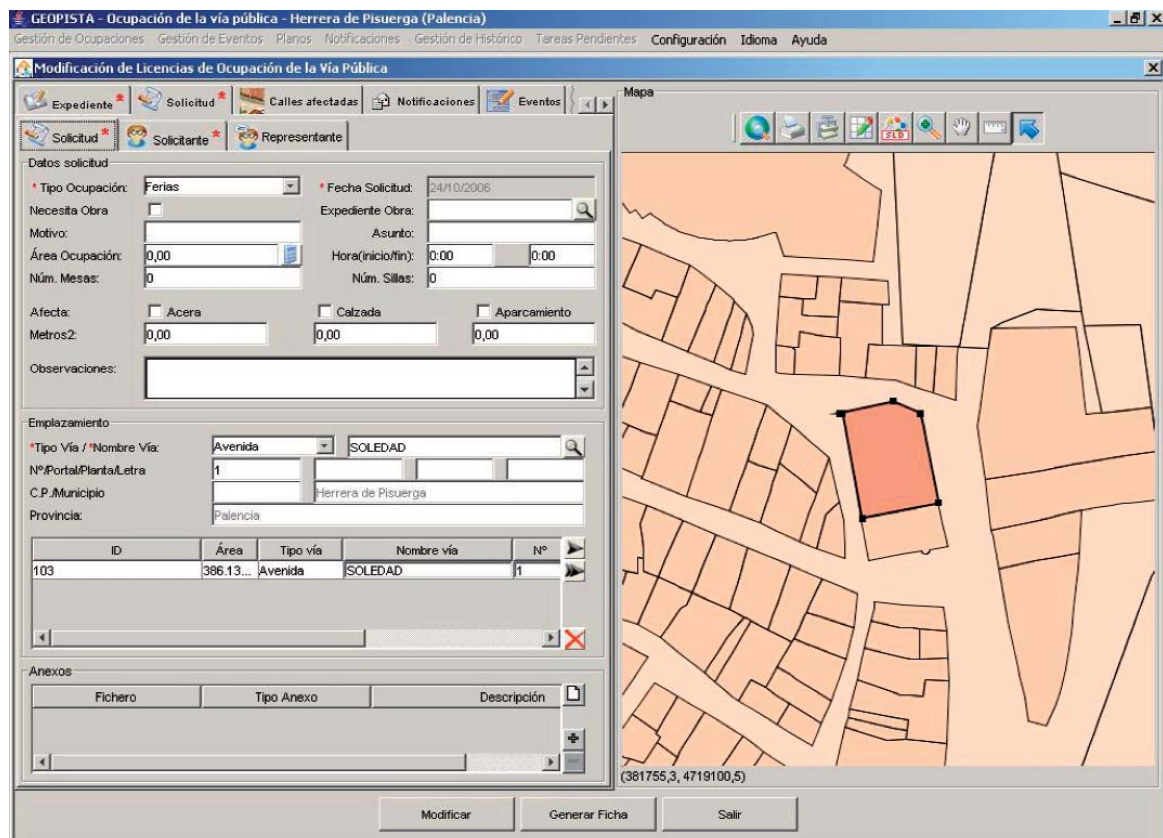 GEOPISTA - Ocupación de la vía pública - Herrera de Pisuerga (Palencia)
Gestión de Ocupaciones Gestión de Eventos Planos Notificaciones Gestión de Histórico Tareas Pendientes Configuración Idioma Ayuda
Modificación de Licencias de Ocupación de la Vía Pública
Expediente * Solicitud * Calles afectadas Notificaciones Eventos
Mapa
Solicitud * Solicitante * Representante
SLD
Datos solicitud
* Tipo Ocupación: Ferias * Fecha Solicitud: 24/10/2006
Necesita Obra Expediente Obra:
Motivo: Asunto:
Área Ocupación: 0,00 Hora(inicio/fin): 0:00 0:00
Núm. Mesas: 0 Núm. Sillas: 0
Afecta: Acera Calzada Aparcamiento
Metros2: 0,00 0,00 0,00
Observaciones:
Emplazamiento
*Tipo Vía / *Nombre Vía: Avenida SOLEDAD
Nº/Portal/Planta/Letra 1
C.P./Municipio Herrera de Pisuerga
Provincia: Palencia
ID Área Tipo vía Nombre vía Nº
103 386.13... Avenida SOLEDAD 1
Anexos
Fichero Tipo Anexo Descripción
(381755,3, 4719100,5)
Modificar Generar Ficha Salir